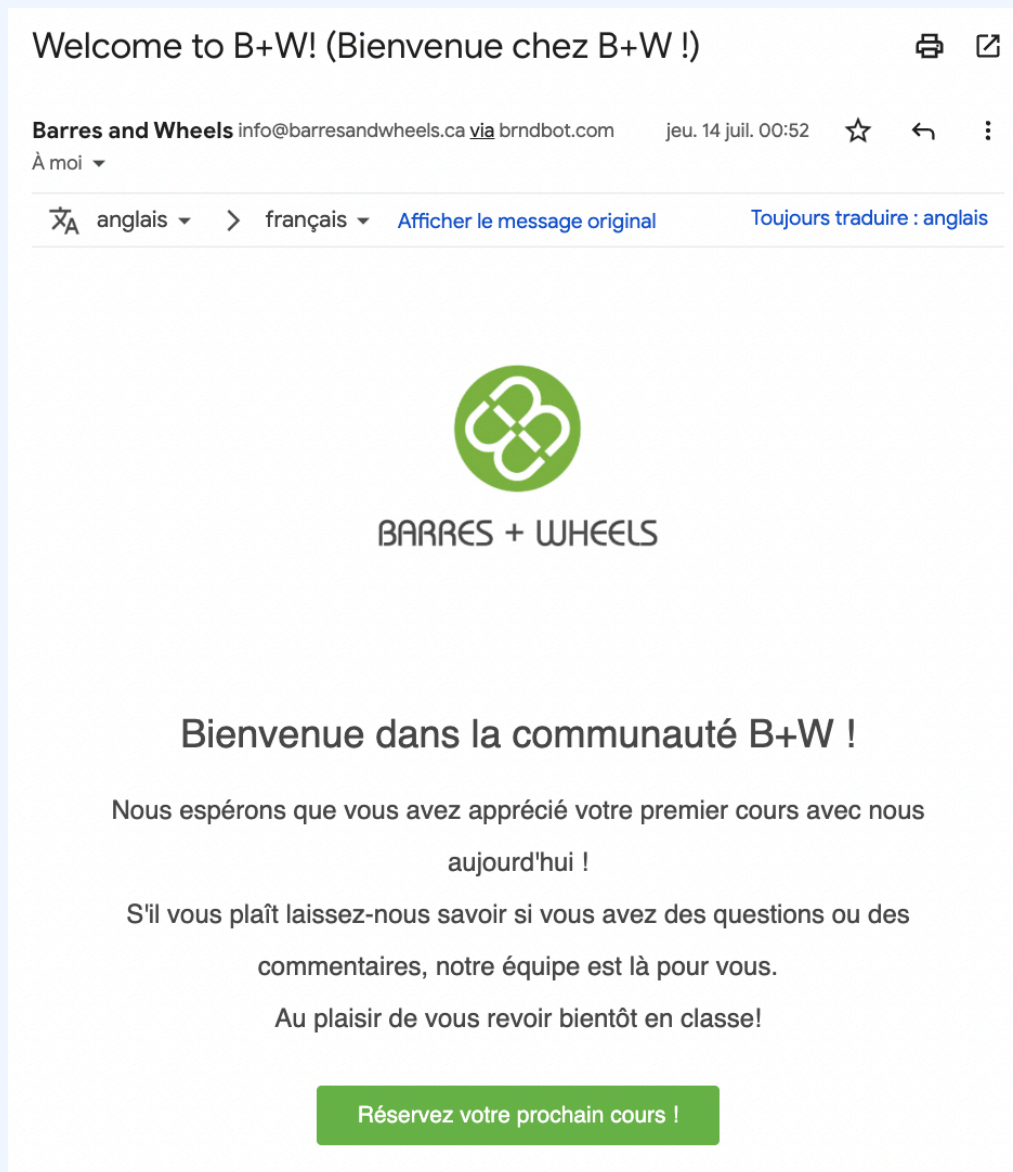 Welcome to B+W! (Bienvenue chez B+W !)
Barres and Wheels info@barresandwheels.ca via brndbot.com jeu. 14 juil. 00:52
À moi
anglais français Afficher le message original Toujours traduire : anglais
BARRES + WHEELS
Bienvenue dans la communauté B+W !
Nous espérons que vous avez apprécié votre premier cours avec nous
aujourd'hui !
S'il vous plaît laissez-nous savoir si vous avez des questions ou des
commentaires, notre équipe est là pour vous.
Au plaisir de vous revoir bientôt en classe!
Réservez votre prochain cours !